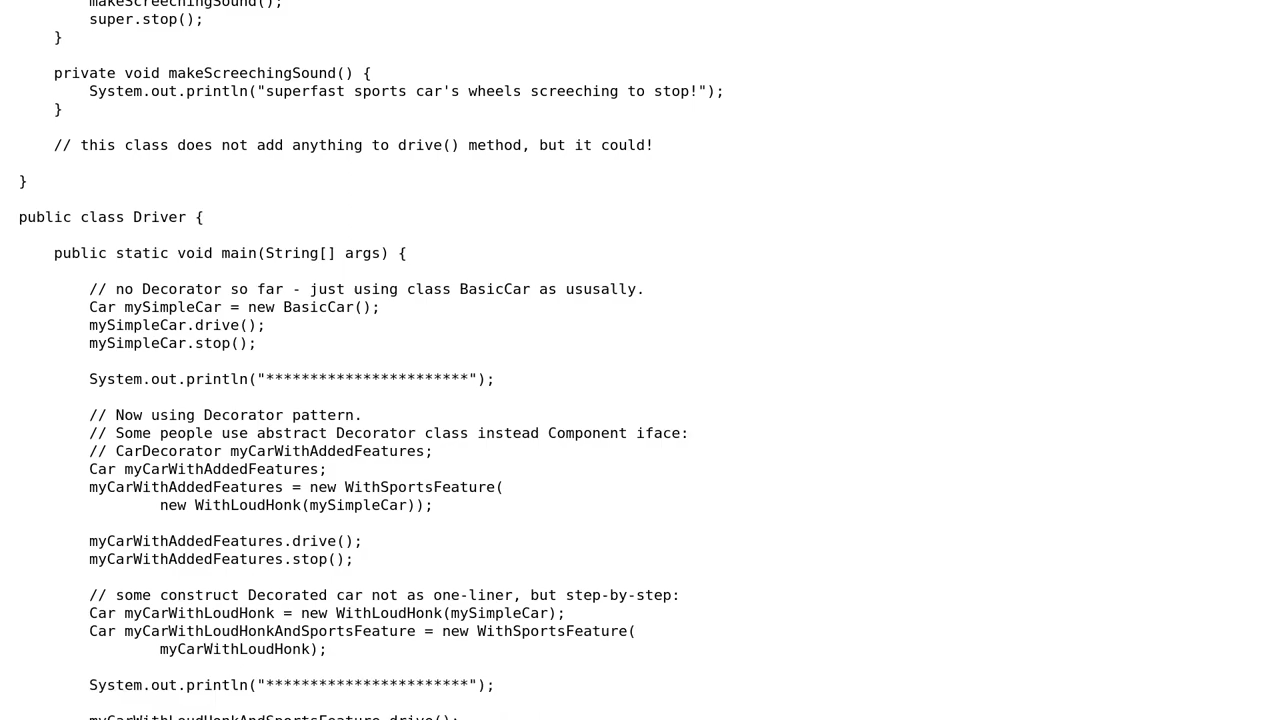 makeScreechingSound();
super.stop();
}
private void makeScreechingSound() {
System.out.println("superfast sports car's wheels screeching to stop!");
}
// this class does not add anything to drive() method, but it could!
}
public class Driver {
public static void main(String[] args) {
// no Decorator so far - just using class BasicCar as ususally.
Car mySimpleCar = new BasicCar();
mySimpleCar.drive();
mySimpleCar.stop();
System.out.println("***********************");
// Now using Decorator pattern.
// Some people use abstract Decorator class instead Component iface:
// CarDecorator myCarWithAddedFeatures;
Car myCarWithAddedFeatures;
myCarWithAddedFeatures = new WithSportsFeature(
new WithLoudHonk(mySimpleCar));
myCarWithAddedFeatures.drive();
myCarWithAddedFeatures.stop();
// some construct Decorated car not as one-liner, but step-by-step:
Car myCarWithLoudHonk = new WithLoudHonk(mySimpleCar);
Car myCarWithLoudHonkAndSportsFeature = new WithSportsFeature(
myCarWithLoudHonk);
System.out.println("***********************");
myCarWithLoudHonkAndSportsFeature.drive();